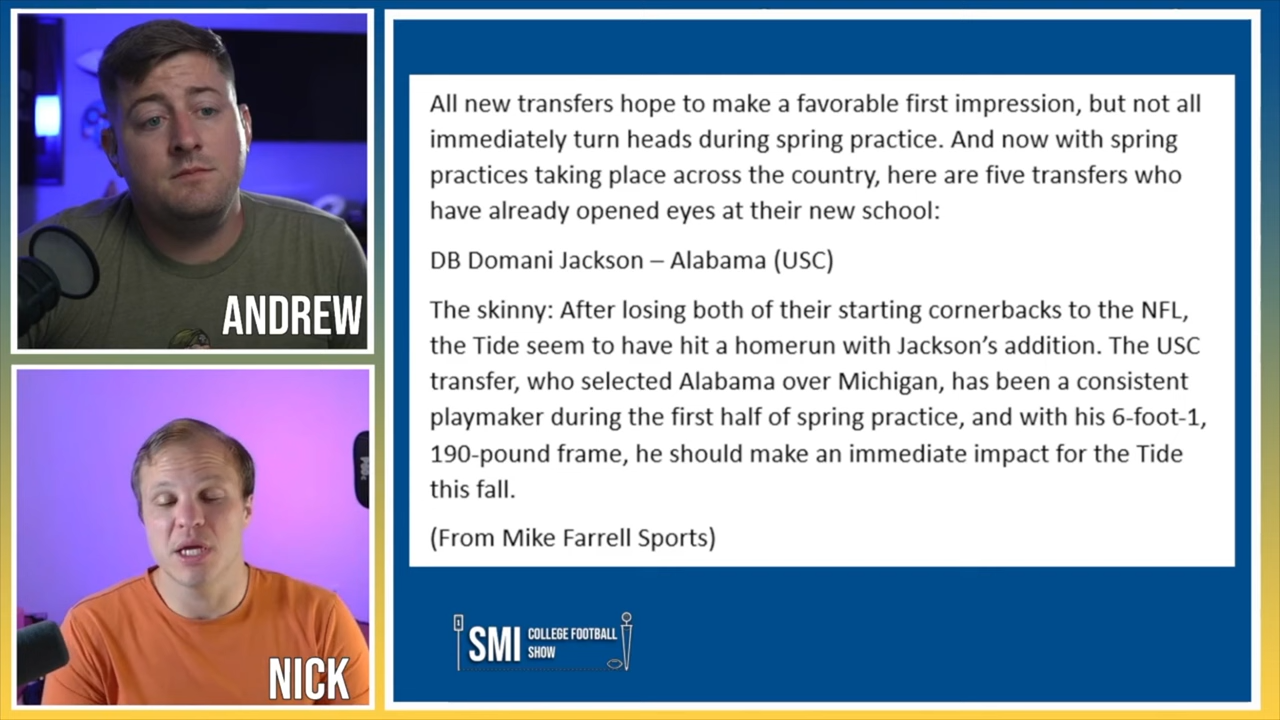 All new transfers hope to make a favorable first impression, but not all
immediately turn heads during spring practice. And now with spring
practices taking place across the country, here are five transfers who
have already opened eyes at their new school:
DB Domani Jackson – Alabama (USC)
The skinny: After losing both of their starting cornerbacks to the NFL,
the Tide seem to have hit a homerun with Jackson's addition. The USC
transfer, who selected Alabama over Michigan, has been a consistent
playmaker during the first half of spring practice, and with his 6-foot-1,
190-pound frame, he should make an immediate impact for the Tide
this fall.
(From Mike Farrell Sports)
ANDREW
NICK
SMI COLLEGE FOOTBALL
SHOW